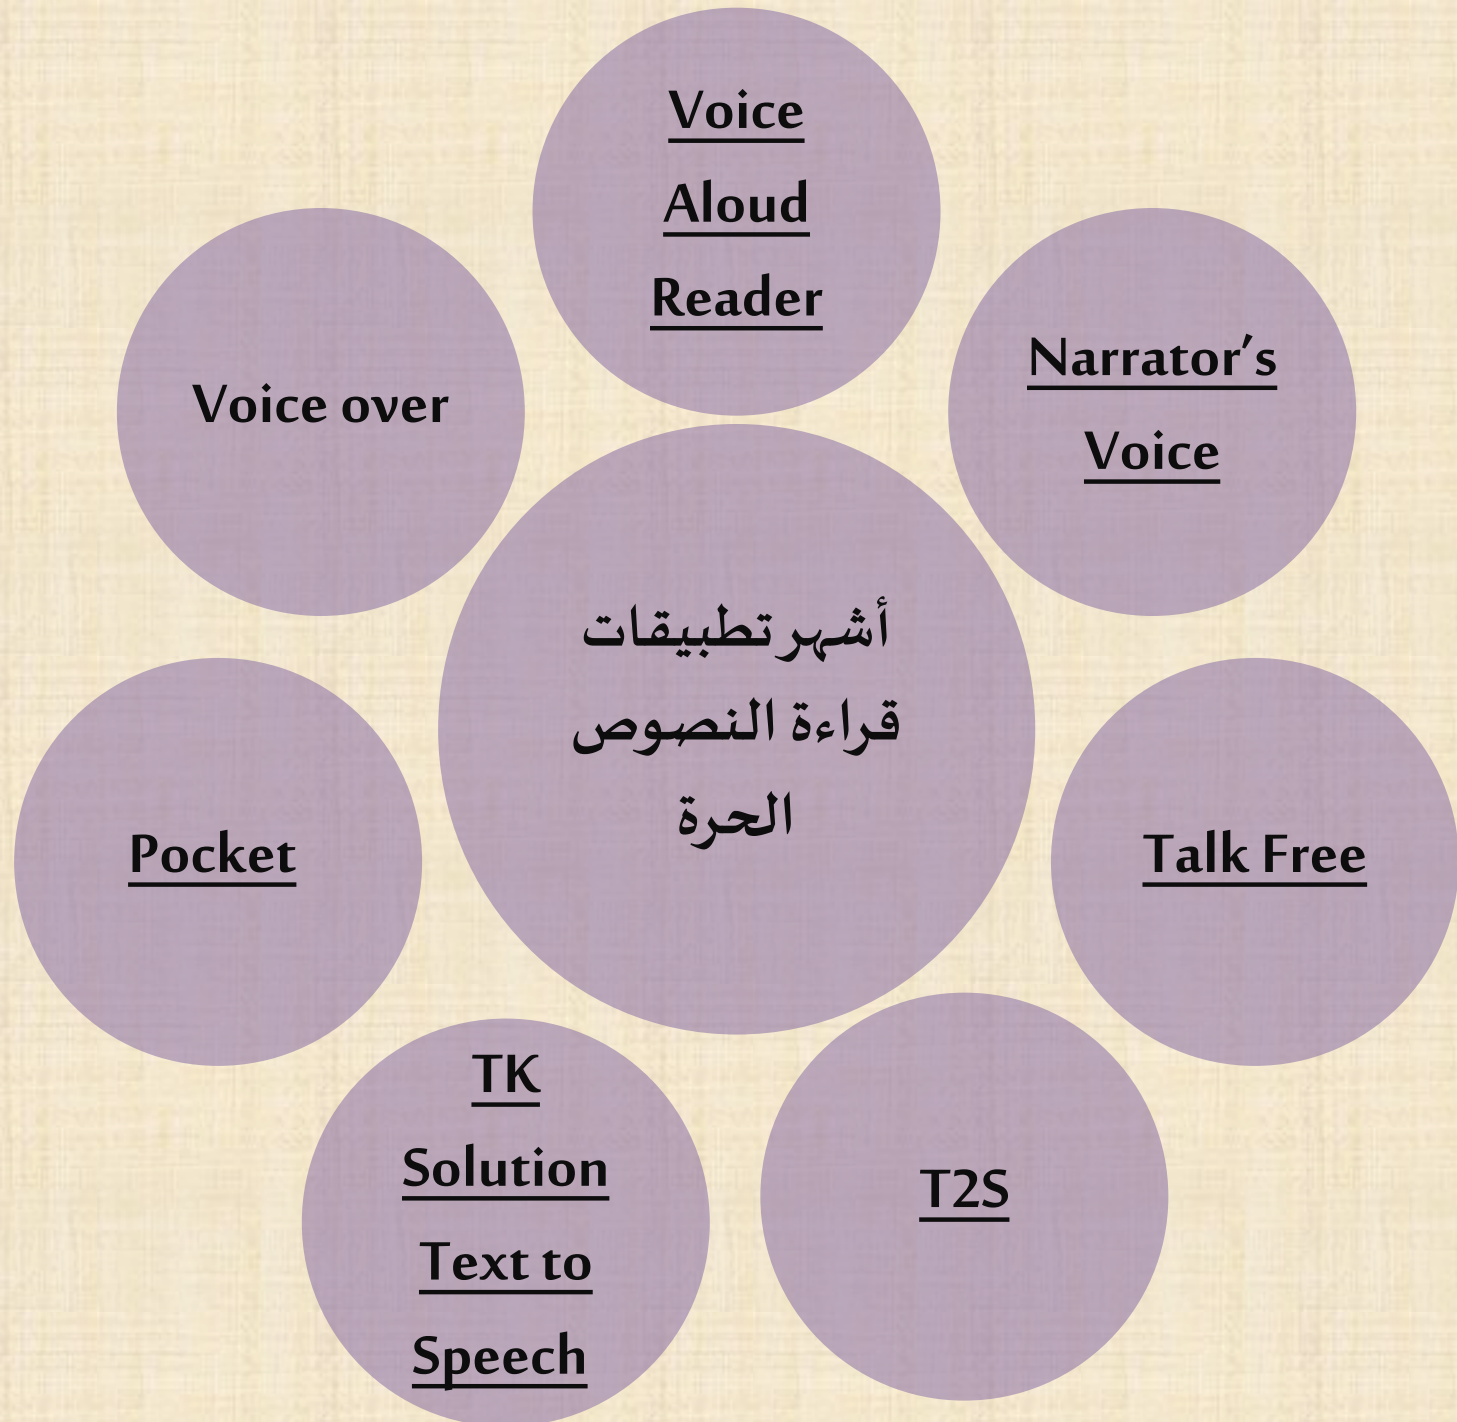 Voice
Aloud
Reader
Narrator’s
Voice
Voice over
أشهر تطبيقات
قراءة النصوص
الحرة
Talk Free
Pocket
T2S
TK
Solution
Text to
Speech